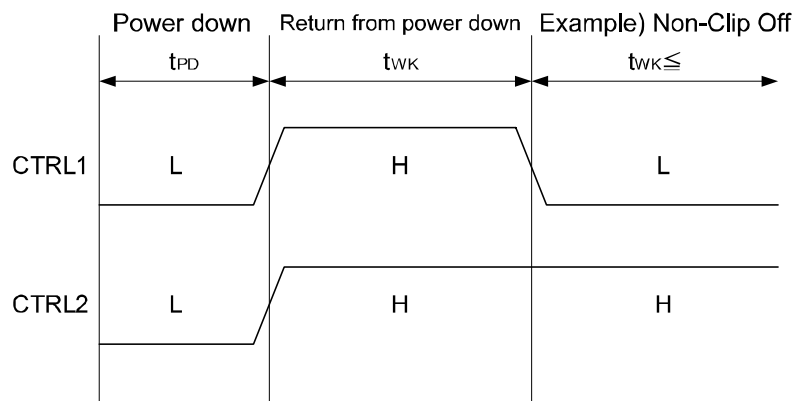 Power down Return from power down Example) Non-Clip Off
tPD tWK tWK≦
CTRL1 L H L
CTRL2 L H H